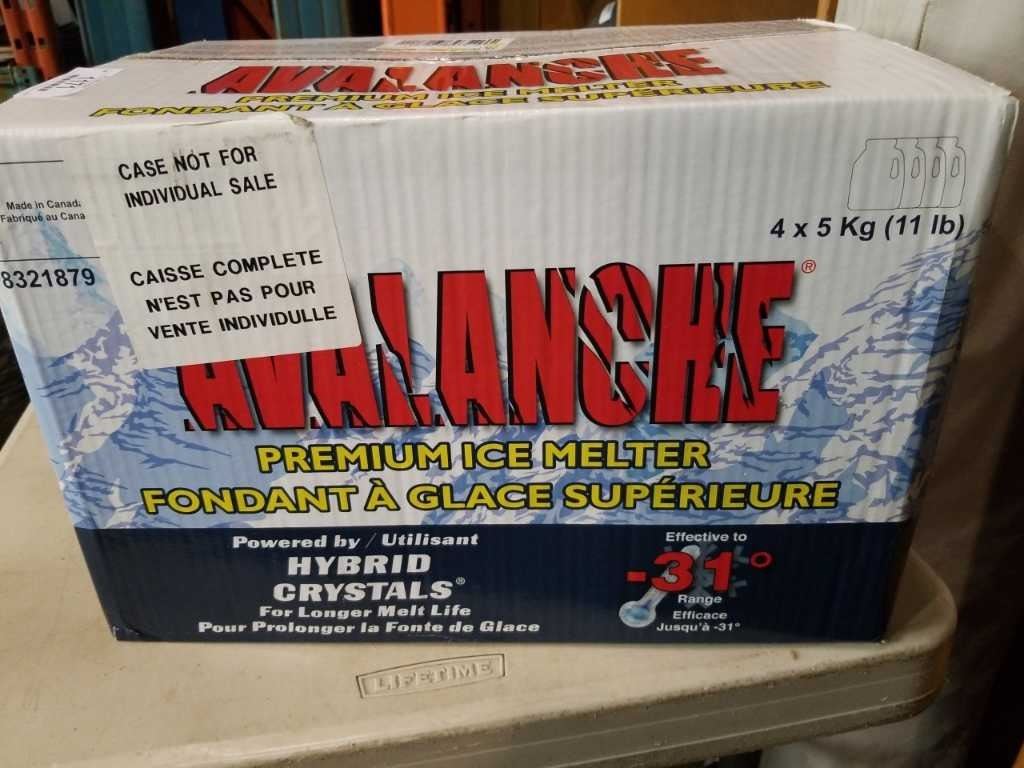 AVALANCHE
PREMIUM ICE MELTER
FONDANT À GLACE SUPÉRIEURE
CASE NOT FOR
INDIVIDUAL SALE
CAISSE COMPLETE
N'EST PAS POUR
VENTE INDIVIDULLE
Made in Canad
Fabriqué au Cana
8321879
4 x 5 Kg (11 lb)
AVALANCHE®
PREMIUM ICE MELTER
FONDANT À GLACE SUPÉRIEURE
Powered by / Utilisant
HYBRID
CRYSTALS®
For Longer Melt Life
Pour Prolonger la Fonte de Glace
Effective to
-31°
Range
Efficace
Jusqu'à -31°
LIFETIME